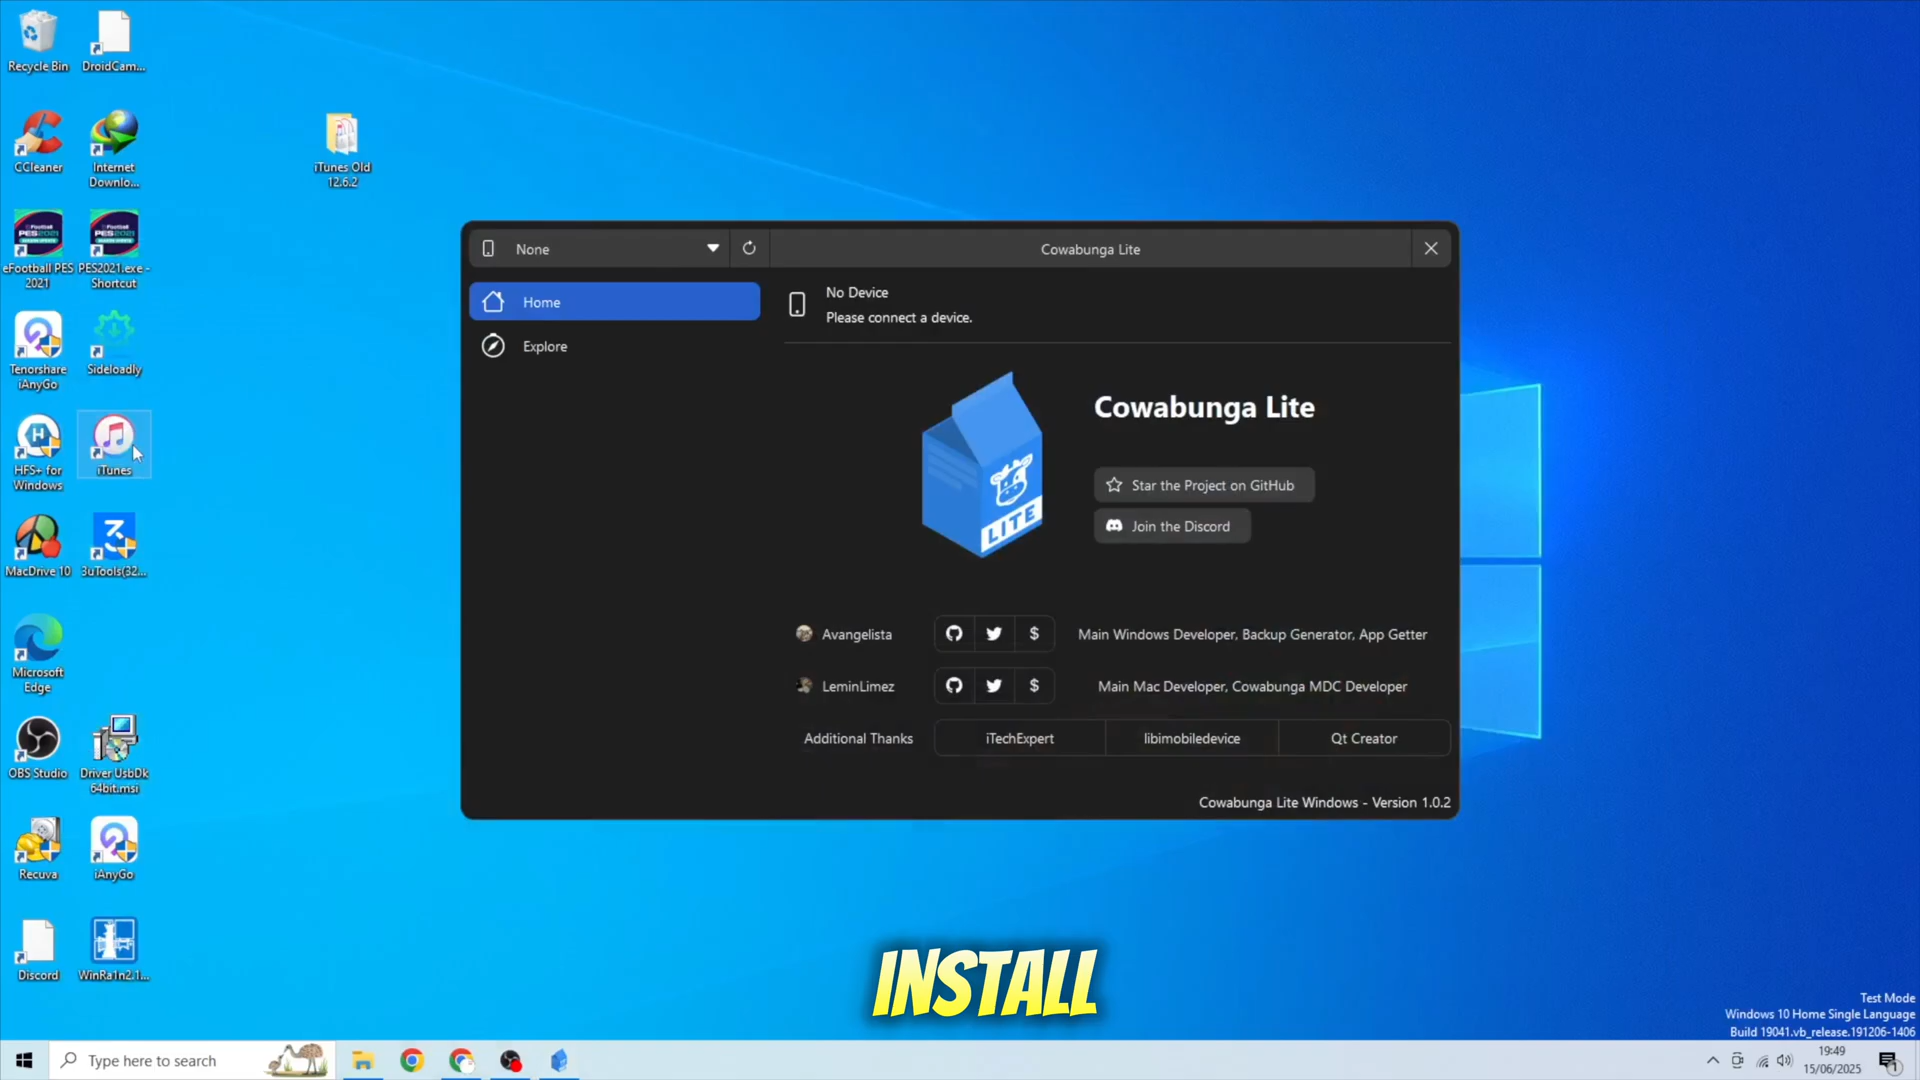 Recycle Bin
DroidCam...
CCleaner
Internet
Downlo...
iTunes Old
12.6.2
eFootball PES
2021
PES2021.exe -
Shortcut
Tenorshare
iAnyGo
Sideloadly
HFS+ for
Windows
iTunes
MacDrive 10
3uTools(32...
Microsoft
Edge
OBS Studio
Driver UsbDk
64bit.msi
Recuva
iAnyGo
Discord
WinRa1n2.1...
None
Cowabunga Lite
Home
Explore
No Device
Please connect a device.
LITE
Cowabunga Lite
Star the Project on GitHub
Join the Discord
Avangelista
$
Main Windows Developer, Backup Generator, App Getter
LeminLimez
$
Main Mac Developer, Cowabunga MDC Developer
Additional Thanks
iTechExpert
libimobiledevice
Qt Creator
Cowabunga Lite Windows - Version 1.0.2
INSTALL
Test Mode
Windows 10 Home Single Language
Build 19041.vb_release.191206-1406
Type here to search
19:49
15/06/2025